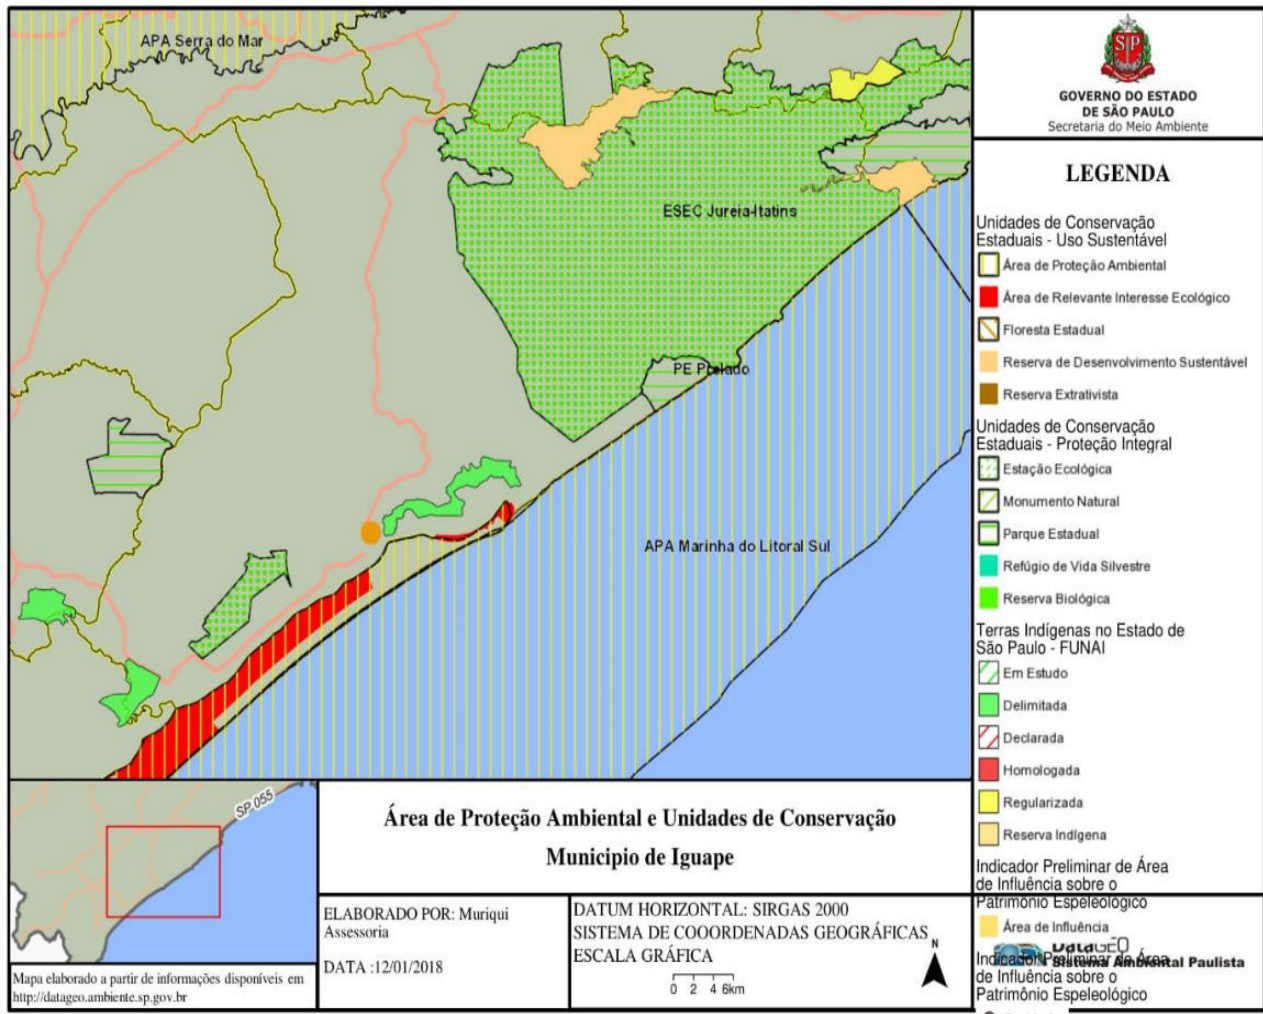 APA Serra do Mar
ESEC Jureia-Itatins
PE Prelado
APA Marinha do Litoral Sul
SP
GOVERNO DO ESTADO
DE SÃO PAULO
Secretaria do Meio Ambiente
LEGENDA
Unidades de Conservação
Estaduais - Uso Sustentável
Área de Proteção Ambiental
Área de Relevante Interesse Ecológico
Floresta Estadual
Reserva de Desenvolvimento Sustentável
Reserva Extrativista
Unidades de Conservação
Estaduais - Proteção Integral
Estação Ecológica
Monumento Natural
Parque Estadual
Refúgio de Vida Silvestre
Reserva Biológica
Terras Indígenas no Estado de
São Paulo - FUNAI
Em Estudo
Delimitada
Declarada
Homologada
Regularizada
Reserva Indígena
Indicador Preliminar de Área
de Influência sobre o
Patrimônio Espeleológico
Área de Influência
DataGEO
Sistema Ambiental Paulista
Indicador Preliminar de Área
de Influência sobre o
Patrimônio Espeleológico
SP 055
Mapa elaborado a partir de informações disponíveis em
http://datageo.ambiente.sp.gov.br
Área de Proteção Ambiental e Unidades de Conservação
Municipio de Iguape
ELABORADO POR: Muriqui
Assessoria
DATA :12/01/2018
DATUM HORIZONTAL: SIRGAS 2000
SISTEMA DE COOORDENADAS GEOGRÁFICAS
ESCALA GRÁFICA
0 2 4 6km
N